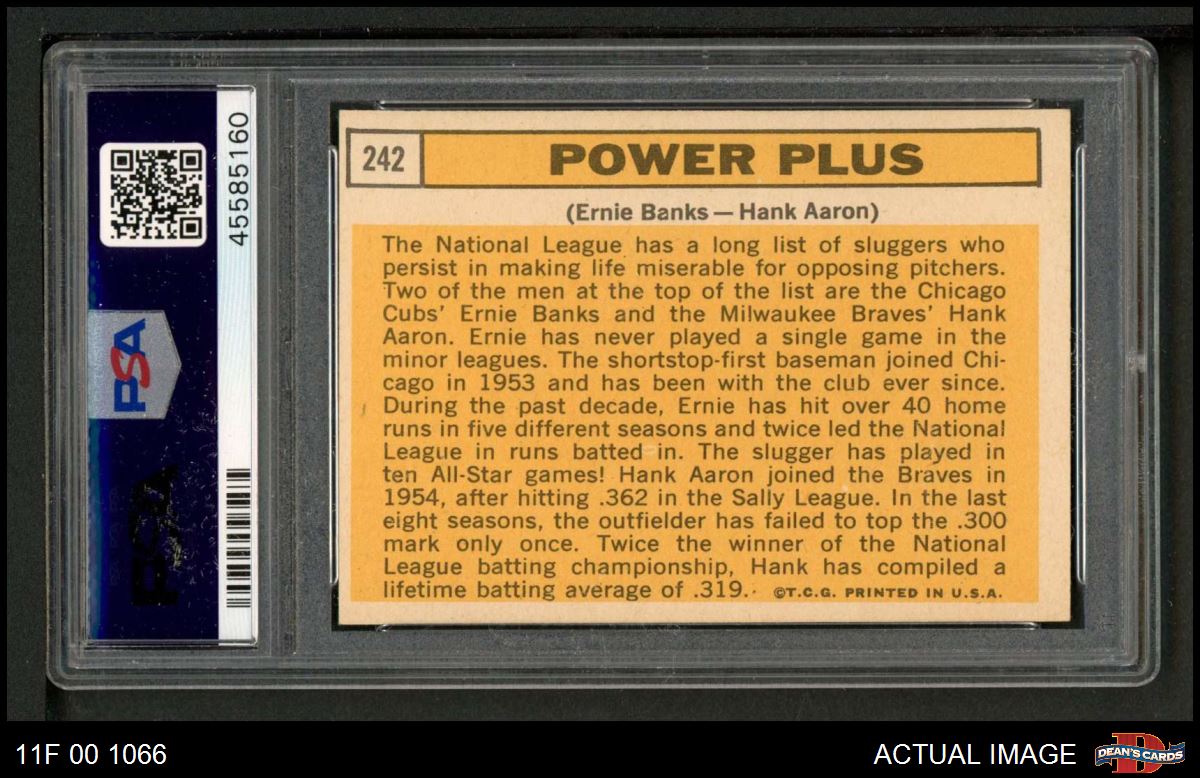 45585160
PSA
242
POWER PLUS
(Ernie Banks — Hank Aaron)
The National League has a long list of sluggers who
persist in making life miserable for opposing pitchers.
Two of the men at the top of the list are the Chicago
Cubs' Ernie Banks and the Milwaukee Braves' Hank
Aaron. Ernie has never played a single game in the
minor leagues. The shortstop-first baseman joined Chi-
cago in 1953 and has been with the club ever since.
During the past decade, Ernie has hit over 40 home
runs in five different seasons and twice led the National
League in runs batted in. The slugger has played in
ten All-Star games! Hank Aaron joined the Braves in
1954, after hitting .362 in the Sally League. In the last
eight seasons, the outfielder has failed to top the .300
mark only once. Twice the winner of the National
League batting championship, Hank has compiled a
lifetime batting average of .319. ©T.C.G. PRINTED IN U.S.A.
11F 00 1066
ACTUAL IMAGE
D
DEAN'S CARDS